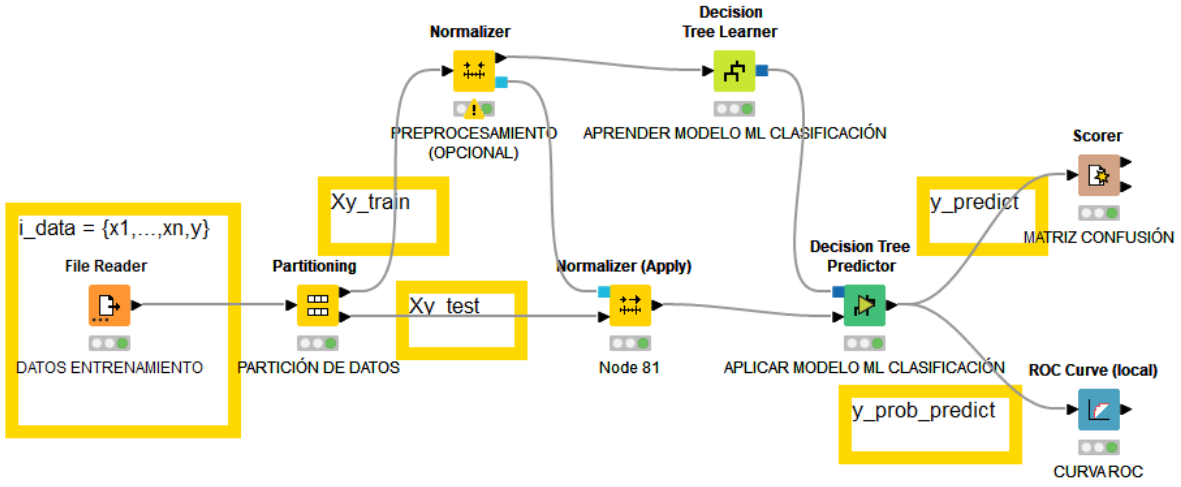 Decision
Tree Learner
Normalizer
PREPROCESAMIENTO
(OPCIONAL)
APRENDER MODELO ML CLASIFICACIÓN
Scorer
MATRIZ CONFUSIÓN
Xy_train
y_predict
i_data = {x1,...,xn,y}
File Reader
DATOS ENTRENAMIENTO
Partitioning
PARTICIÓN DE DATOS
Xy_test
Normalizer (Apply)
Node 81
Decision Tree
Predictor
APLICAR MODELO ML CLASIFICACIÓN
ROC Curve (local)
CURVA ROC
y_prob_predict